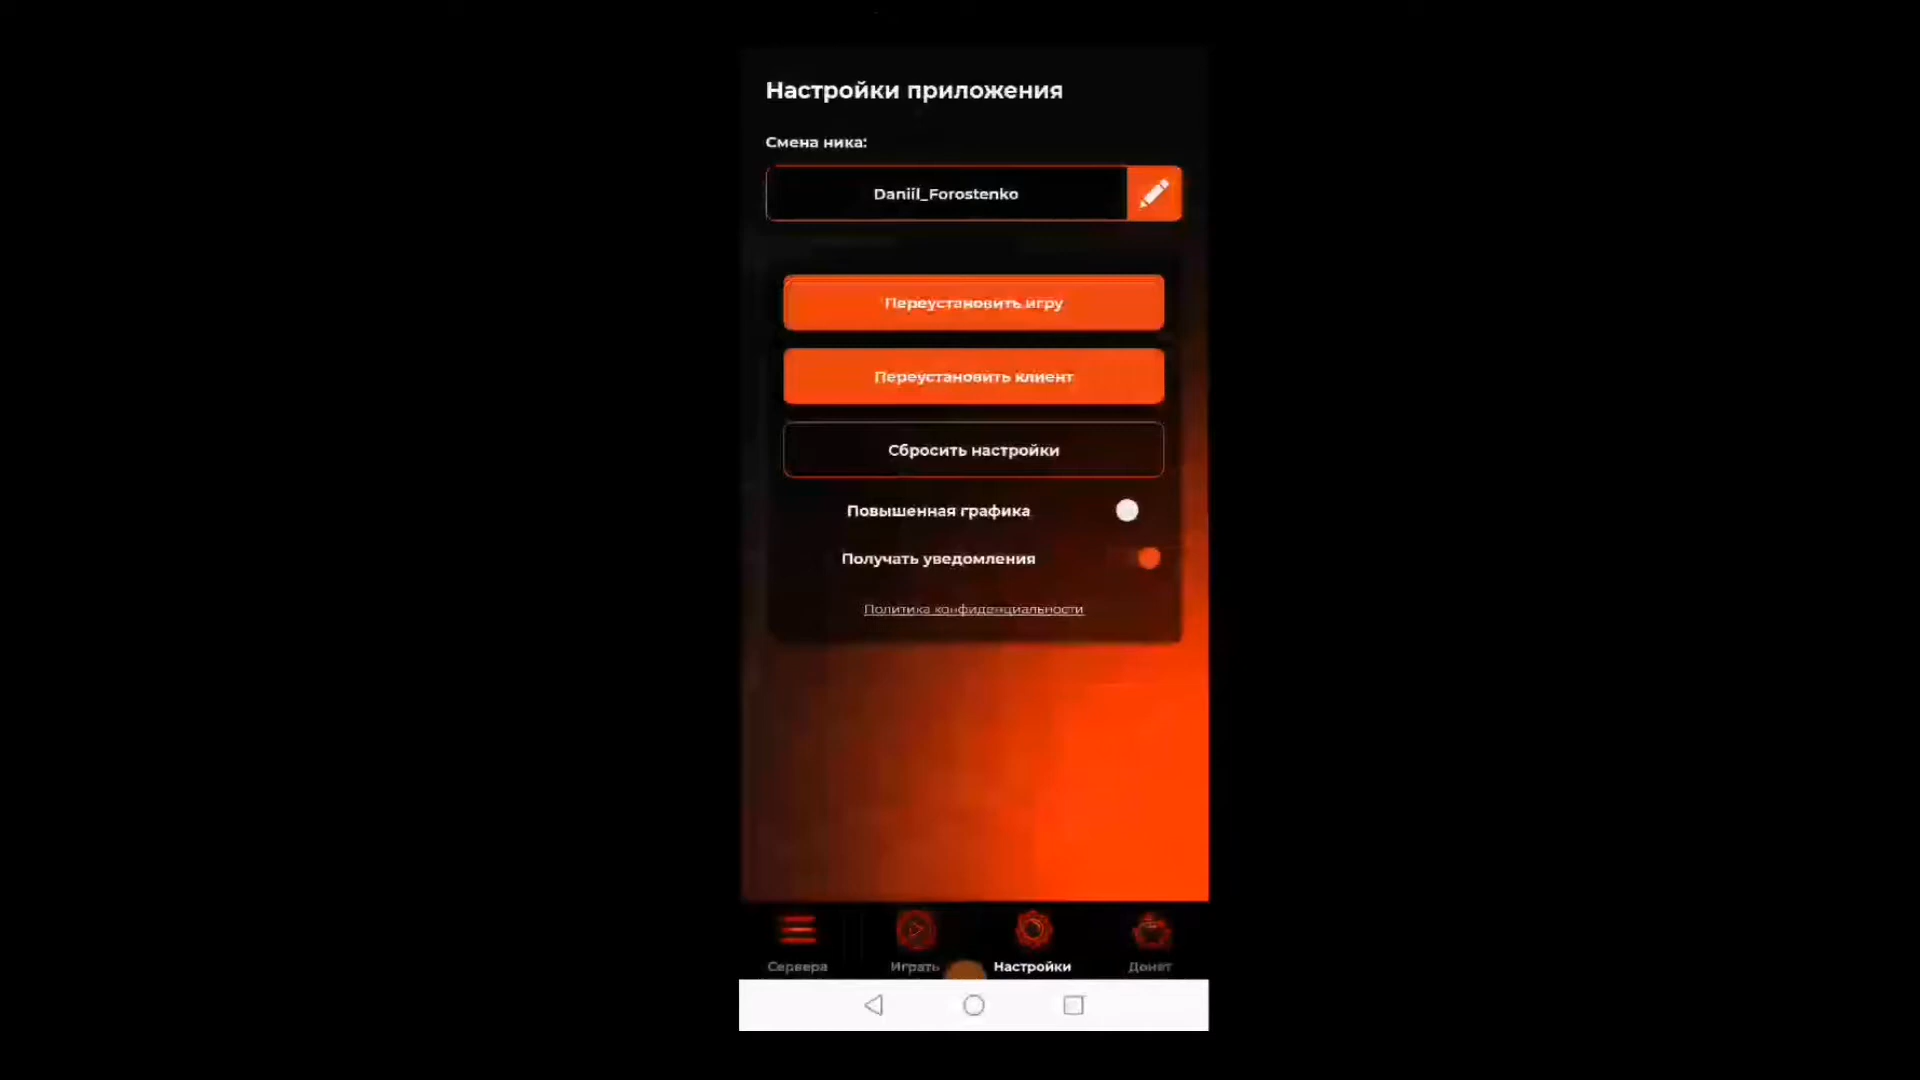 Настройки приложения
Смена ника:
Daniil_Forostenko
Переустановить игру
Переустановить клиент
Сбросить настройки
Повышенная графика
Получать уведомления
Политика конфиденциальности
Сервера
Играть
Настройки
Донат